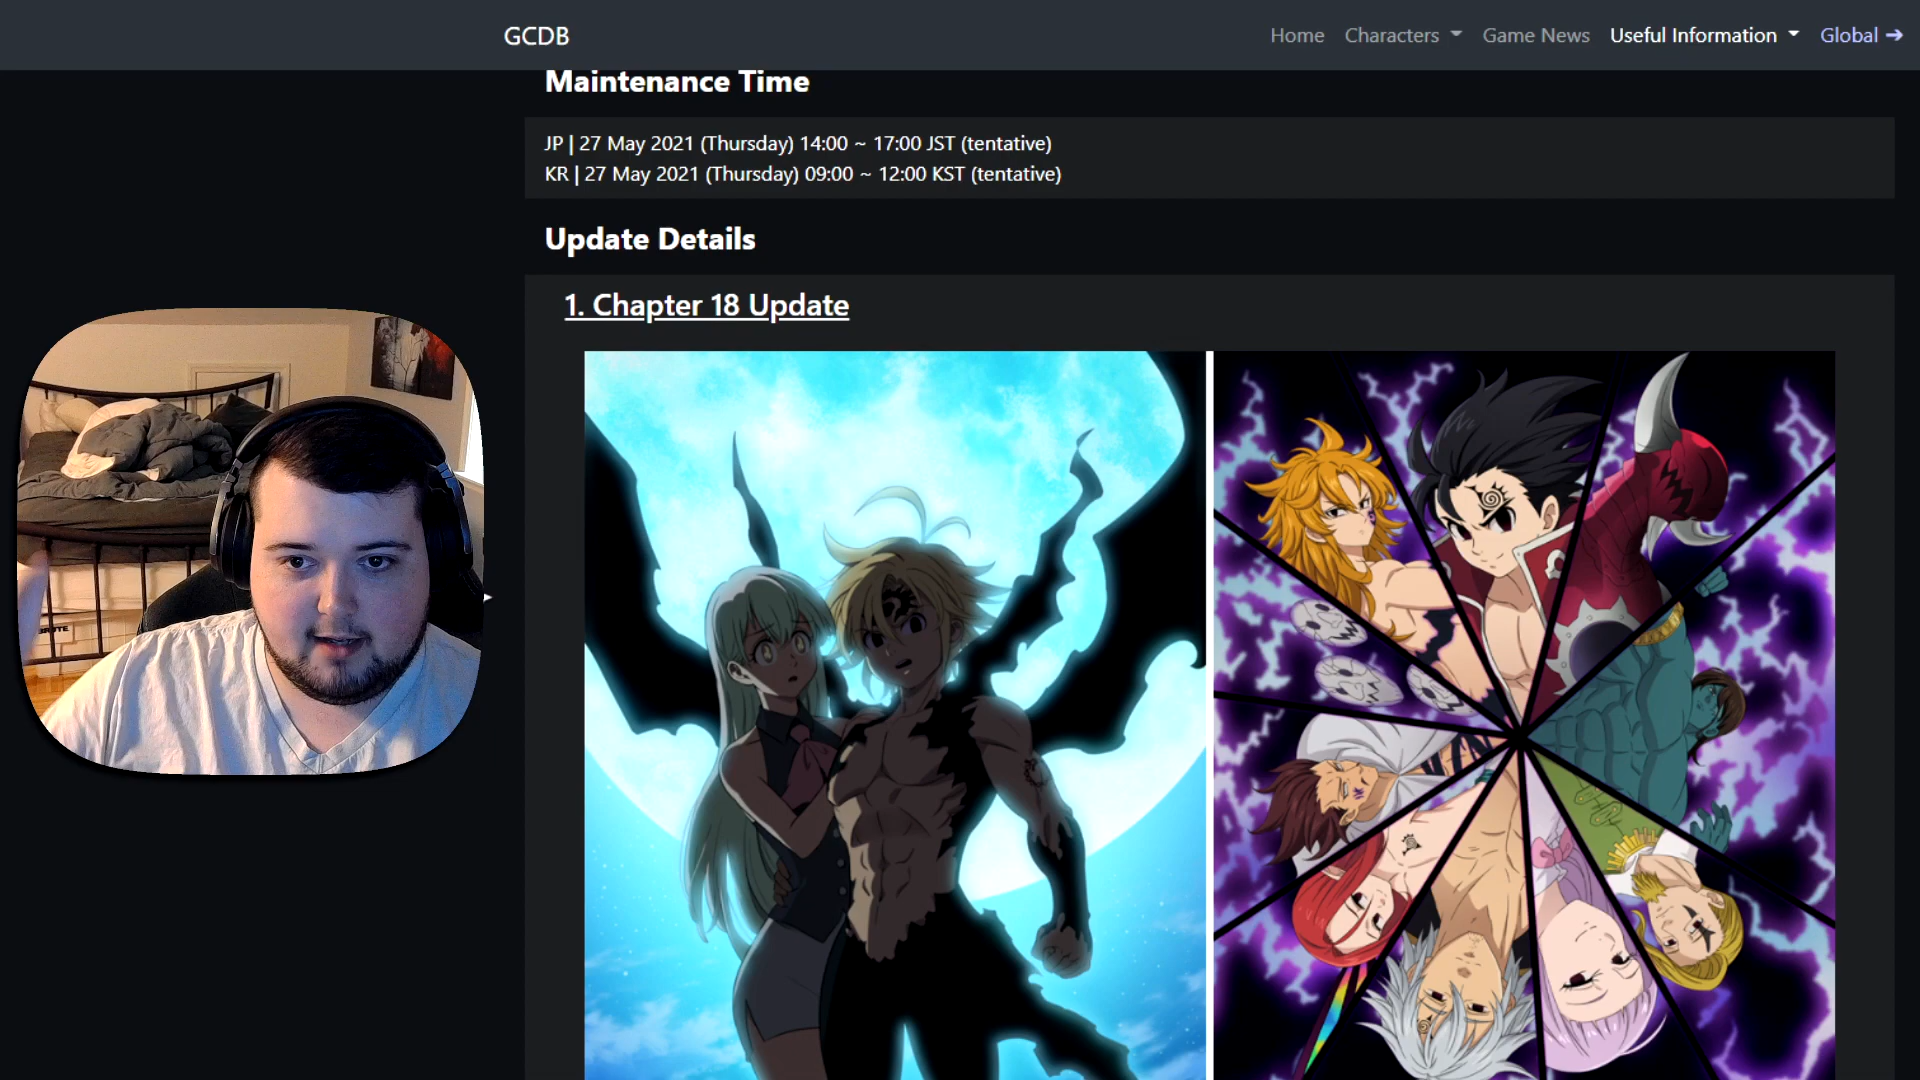 GCDB
Home Characters Game News Useful Information Global
Maintenance Time
JP | 27 May 2021 (Thursday) 14:00 ~ 17:00 JST (tentative)
KR | 27 May 2021 (Thursday) 09:00 ~ 12:00 KST (tentative)
Update Details
1. Chapter 18 Update